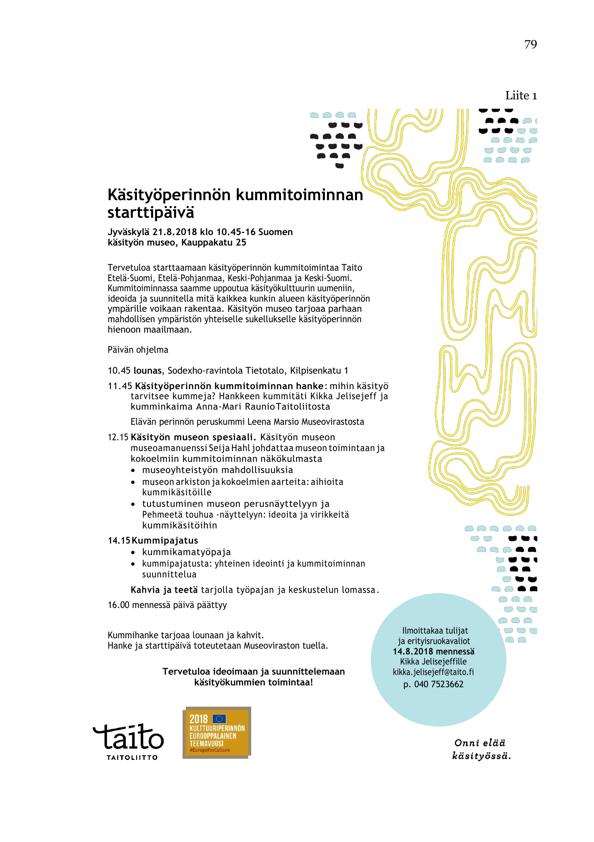 79
Liite 1
Käsityöperinnön kummitoiminnan
starttipäivä
Jyväskylä 21.8.2018 klo 10.45-16 Suomen
käsityön museo, Kauppakatu 25
Tervetuloa starttaamaan käsityöperinnön kummitoimintaa Taito
Etelä-Suomi, Etelä-Pohjanmaa, Keski-Pohjanmaa ja Keski-Suomi.
Kummitoiminnassa saamme uppoutua käsityökulttuurin uumeniin,
ideoida ja suunnitella mitä kaikkea kunkin alueen käsityöperinnön
ympärille voikaan rakentaa. Käsityön museo tarjoaa parhaan
mahdollisen ympäristön yhteiselle sukellukselle käsityöperinnön
hienoon maailmaan.
Päivän ohjelma
10.45 lounas, Sodexho-ravintola Tietotalo, Kilpisenkatu 1
11.45 Käsityöperinnön kummitoiminnan hanke: mihin käsityö
tarvitsee kummeja? Hankkeen kummitäti Kikka Jelisejeff ja
kumminkaima Anna-Mari Raunio Taitoliitosta
Elävän perinnön peruskummi Leena Marsio Museovirastosta
12.15 Käsityön museon spesiaali. Käsityön museon
museoamanuenssi Seija Hahl johdattaa museon toimintaan ja
kokoelmiin kummitoiminnan näkökulmasta
• museoyhteistyön mahdollisuuksia
• museon arkiston ja kokoelmien aarteita: aihioita
kummikäsitöille
• tutustuminen museon perusnäyttelyyn ja
Pehmeetä touhua -näyttelyyn: ideoita ja virikkeitä
kummikäsitöihin
14.15 Kummipajatus
• kummikamatyöpaja
• kummipajatusta: yhteinen ideointi ja kummitoiminnan
suunnittelua
Kahvia ja teetä tarjolla työpajan ja keskustelun lomassa.
16.00 mennessä päivä päättyy
Kummihanke tarjoaa lounaan ja kahvit.
Hanke ja starttipäivä toteutetaan Museoviraston tuella.
Tervetuloa ideoimaan ja suunnittelemaan
käsityökummien toimintaa!
Ilmoittakaa tulijat
ja erityisruokavaliot
14.8.2018 mennessä
Kikka Jelisejeffille
kikka.jelisejeff@taito.fi
p. 040 7523662
taito
TAITOLIITTO
2018
KULTTUURIPERINNÖN
EUROOPPALAINEN
TEEMAVUOSI
#EuropeForCulture
Onni elää
käsityössä.